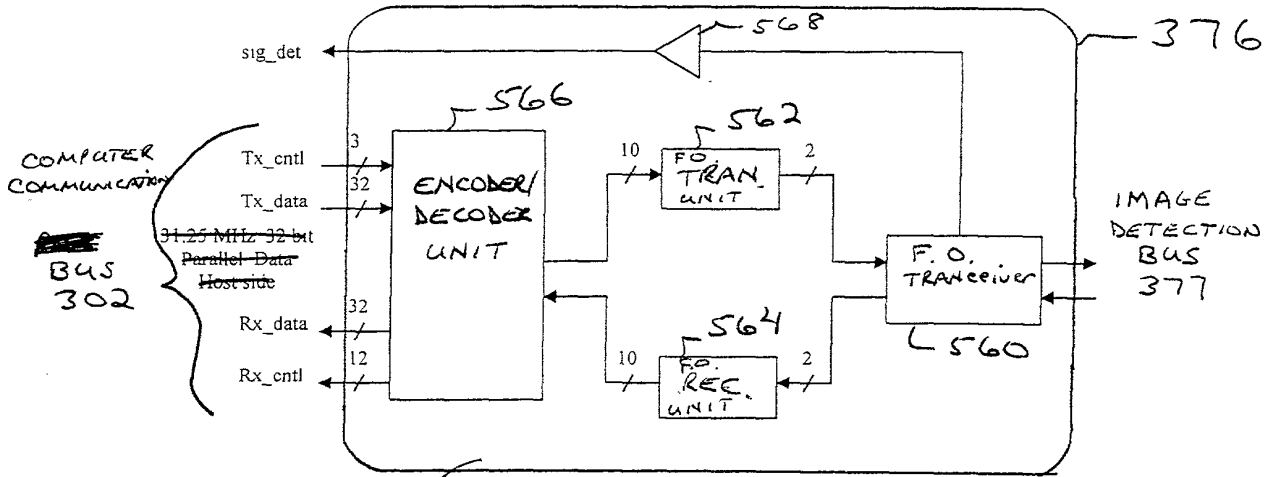 568
376
sig_det
566
562
COMPUTER
COMMUNICATION
BUS
302
Tx_cntl
3
Tx_data
32
31.25 MHz 32 bit
Parallel Data
Host side
Rx_data
32
Rx_cntl
12
ENCODER/
DECODER
UNIT
10
F.O.
TRAN.
UNIT
2
F. O.
TRANCEIVER
560
IMAGE
DETECTION
BUS
377
564
10
F.O.
REC.
UNIT
2